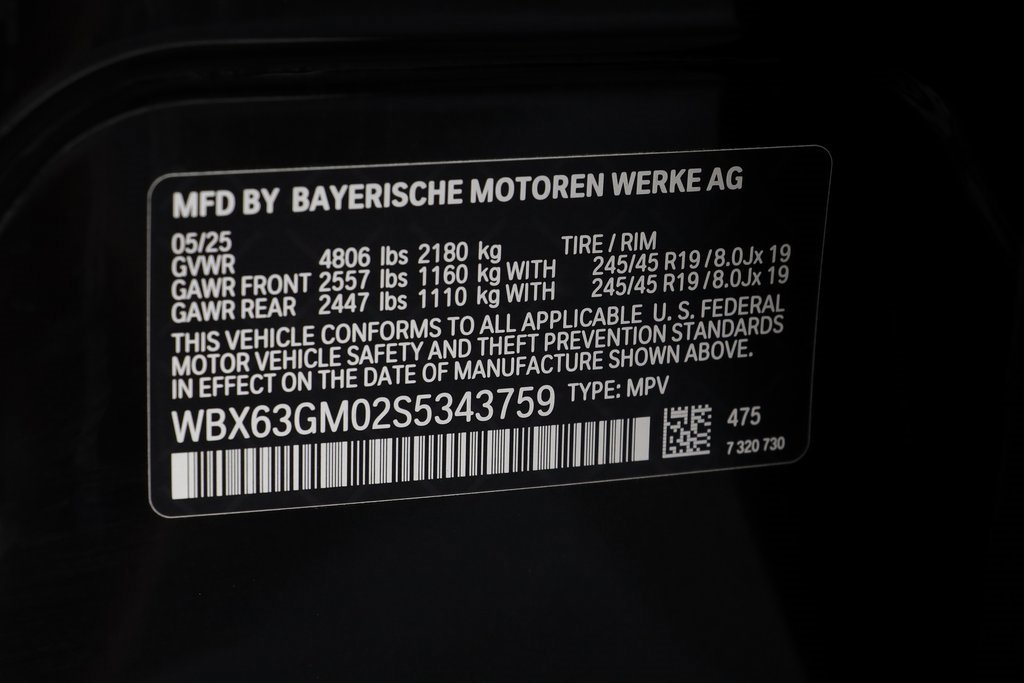 MFD BY BAYERISCHE MOTOREN WERKE AG
05/25
GVWR 4806 lbs 2180 kg TIRE / RIM
GAWR FRONT 2557 lbs 1160 kg WITH 245/45 R19 / 8.0Jx 19
GAWR REAR 2447 lbs 1110 kg WITH 245/45 R19 / 8.0Jx 19
THIS VEHICLE CONFORMS TO ALL APPLICABLE U. S. FEDERAL
MOTOR VEHICLE SAFETY AND THEFT PREVENTION STANDARDS
IN EFFECT ON THE DATE OF MANUFACTURE SHOWN ABOVE.
WBX63GM02S5343759 TYPE: MPV
475
7 320 730